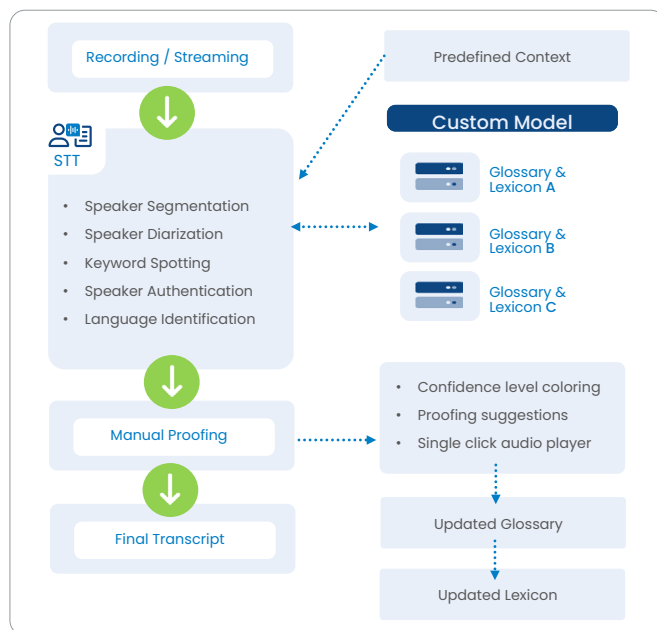 Recording / Streaming
Predefined Context
Custom Model
STT
Glossary &
Lexicon A
• Speaker Segmentation
• Speaker Diarization
• Keyword Spotting
• Speaker Authentication
• Language Identification
Glossary &
Lexicon B
Glossary &
Lexicon C
• Confidence level coloring
• Proofing suggestions
• Single click audio player
Manual Proofing
Updated Glossary
Final Transcript
Updated Lexicon